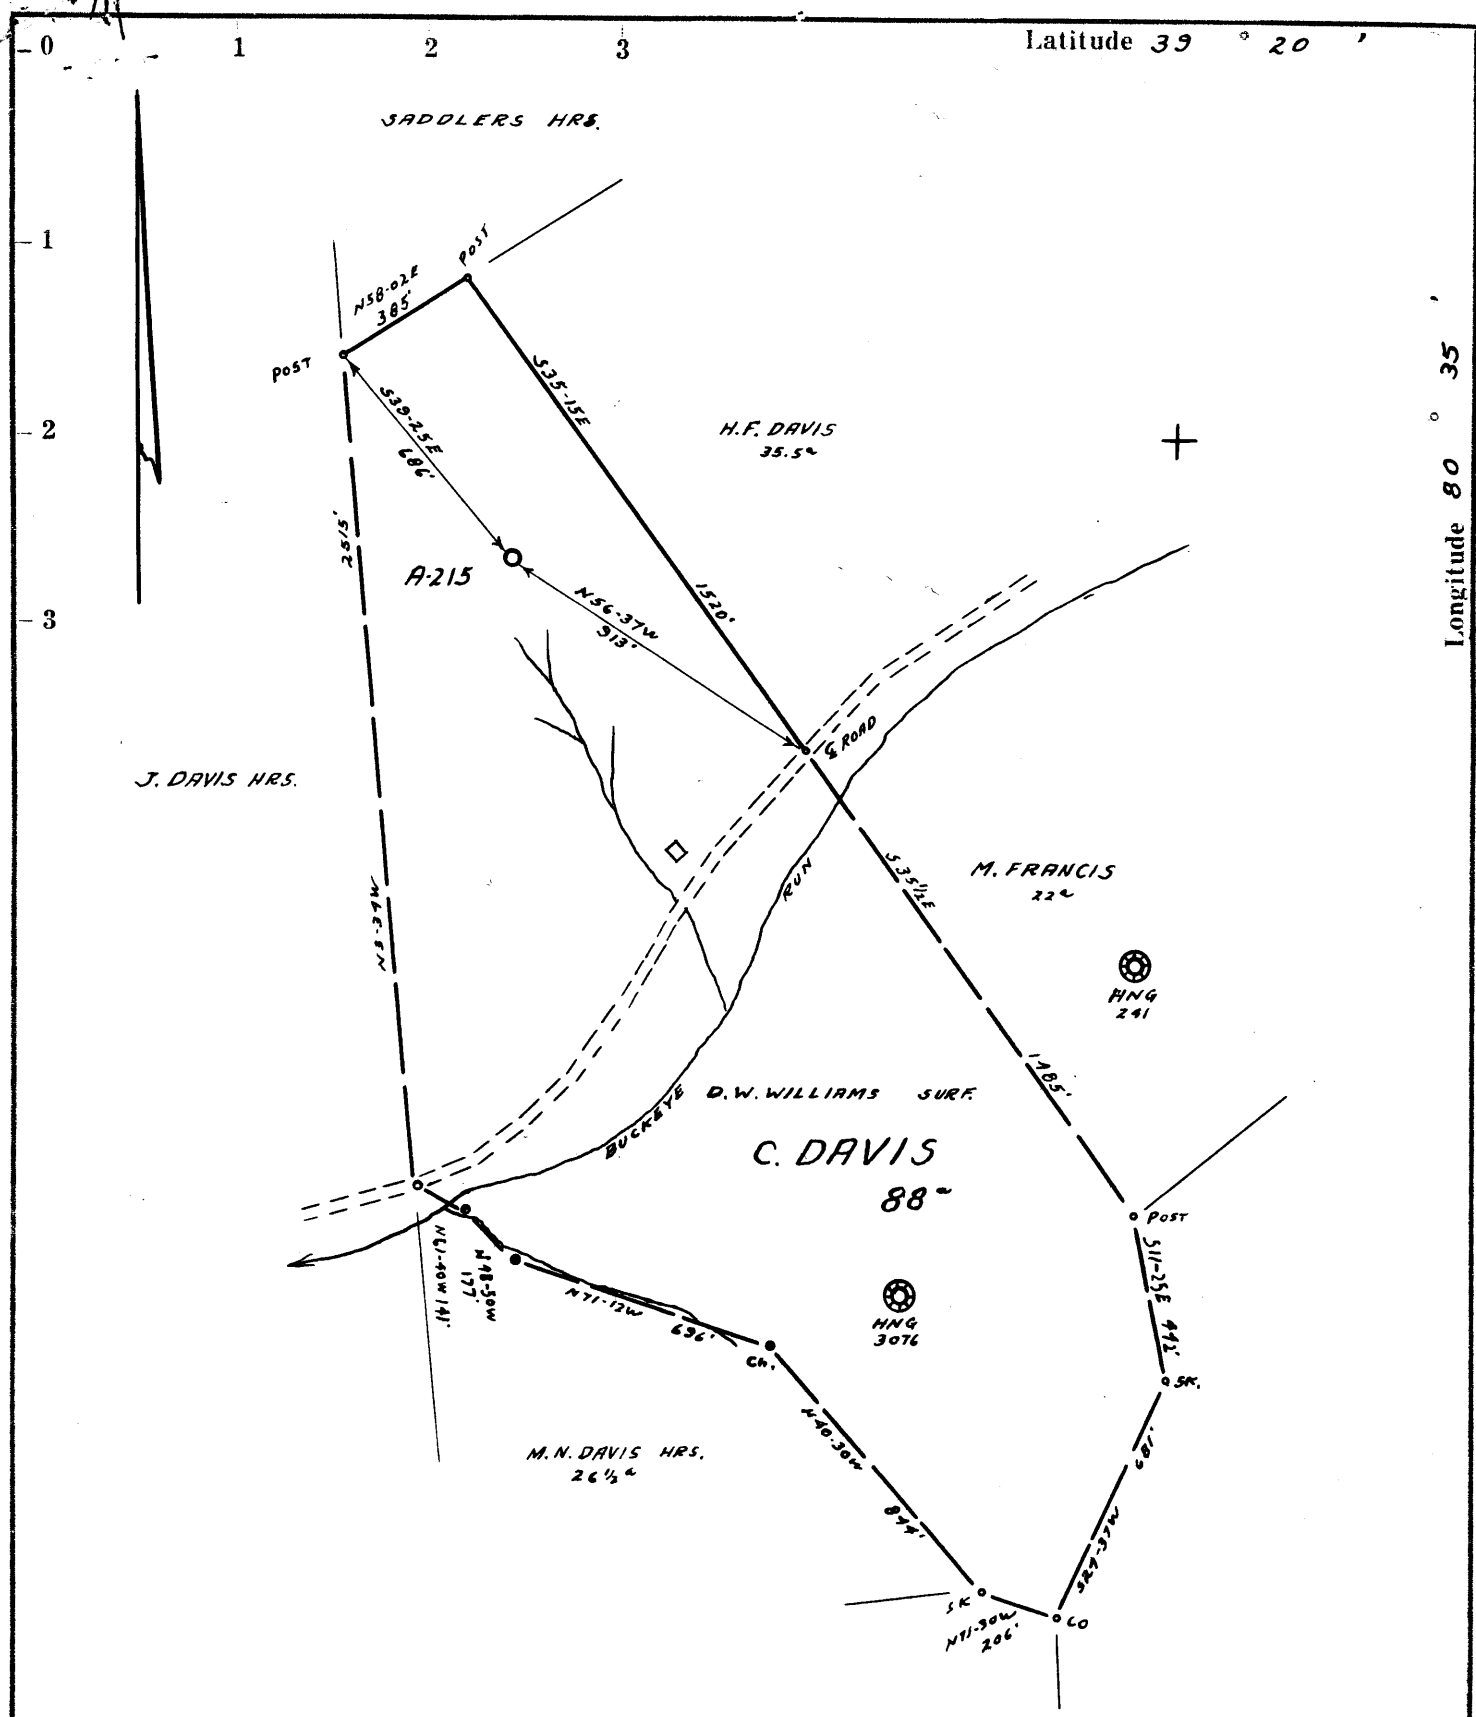 0 1 2 3 Latitude 39 ° 20 '
SADDLERS HRS.
1
POST
N58-02E
385'
POST
Longitude 80 ° 35 '
S35-15E
S39-25E
686'
2
H.F. DAVIS
35.5a
2515'
A-215
1520'
N56-37W
913'
3
℄ ROAD
J. DAVIS HRS.
RUN
S35½E
M. FRANCIS
22a
N3-34W
HNG
241
1485'
D.W. WILLIAMS SURF.
BUCKEYE
C. DAVIS
88a
POST
N61-40W 141'
N48-50W
177'
S11-25E 442'
N71-12W
696'
HNG
3076
Ch.
SK.
N40-30W
844'
681'
S27-37W
M.N. DAVIS HRS.
26½a
SK
LO
N71-30W
206'